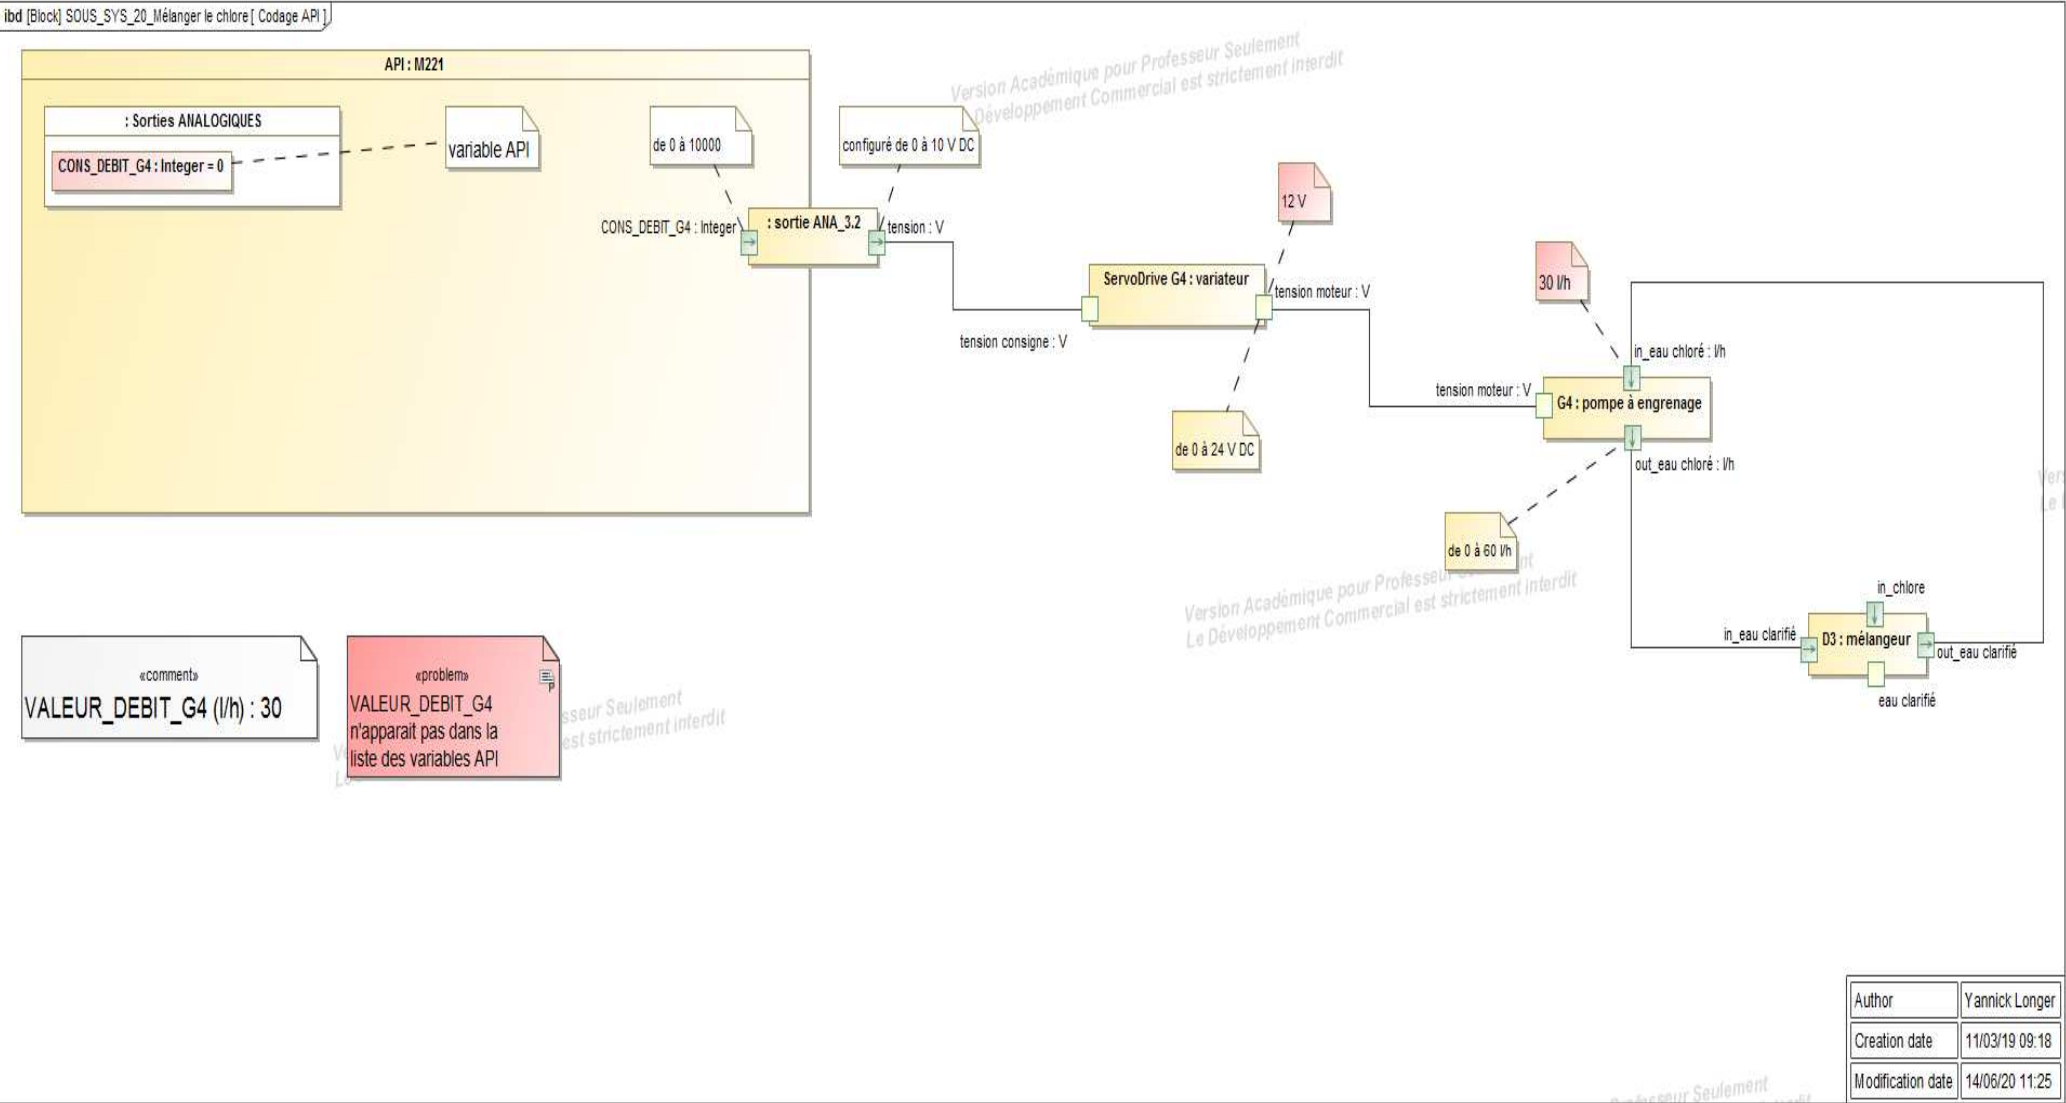 ibd [Block] SOUS_SYS_20_Mélanger le chlore [ Codage API ]
API : M221
: Sorties ANALOGIQUES
CONS_DEBIT_G4 : Integer = 0
variable API
de 0 à 10000
configuré de 0 à 10 V DC
CONS_DEBIT_G4 : Integer
: sortie ANA_3.2
tension : V
Version Académique pour Professeur Seulement
Développement Commercial est strictement interdit
12 V
ServoDrive G4 : variateur
tension moteur : V
tension consigne : V
de 0 à 24 V DC
30 l/h
in_eau chloré : l/h
tension moteur : V
G4 : pompe à engrenage
out_eau chloré : l/h
de 0 à 60 l/h
Version Académique pour Professeur
Le Développement Commercial est strictement interdit
in_chlore
in_eau clarifié
D3 : mélangeur
out_eau clarifié
eau clarifié
«comment»
VALEUR_DEBIT_G4 (l/h) : 30
«problem»
VALEUR_DEBIT_G4
n'apparait pas dans la
liste des variables API
Seulement
est strictement interdit
Author
Yannick Longer
Creation date
11/03/19 09:18
Modification date
14/06/20 11:25
Seulement